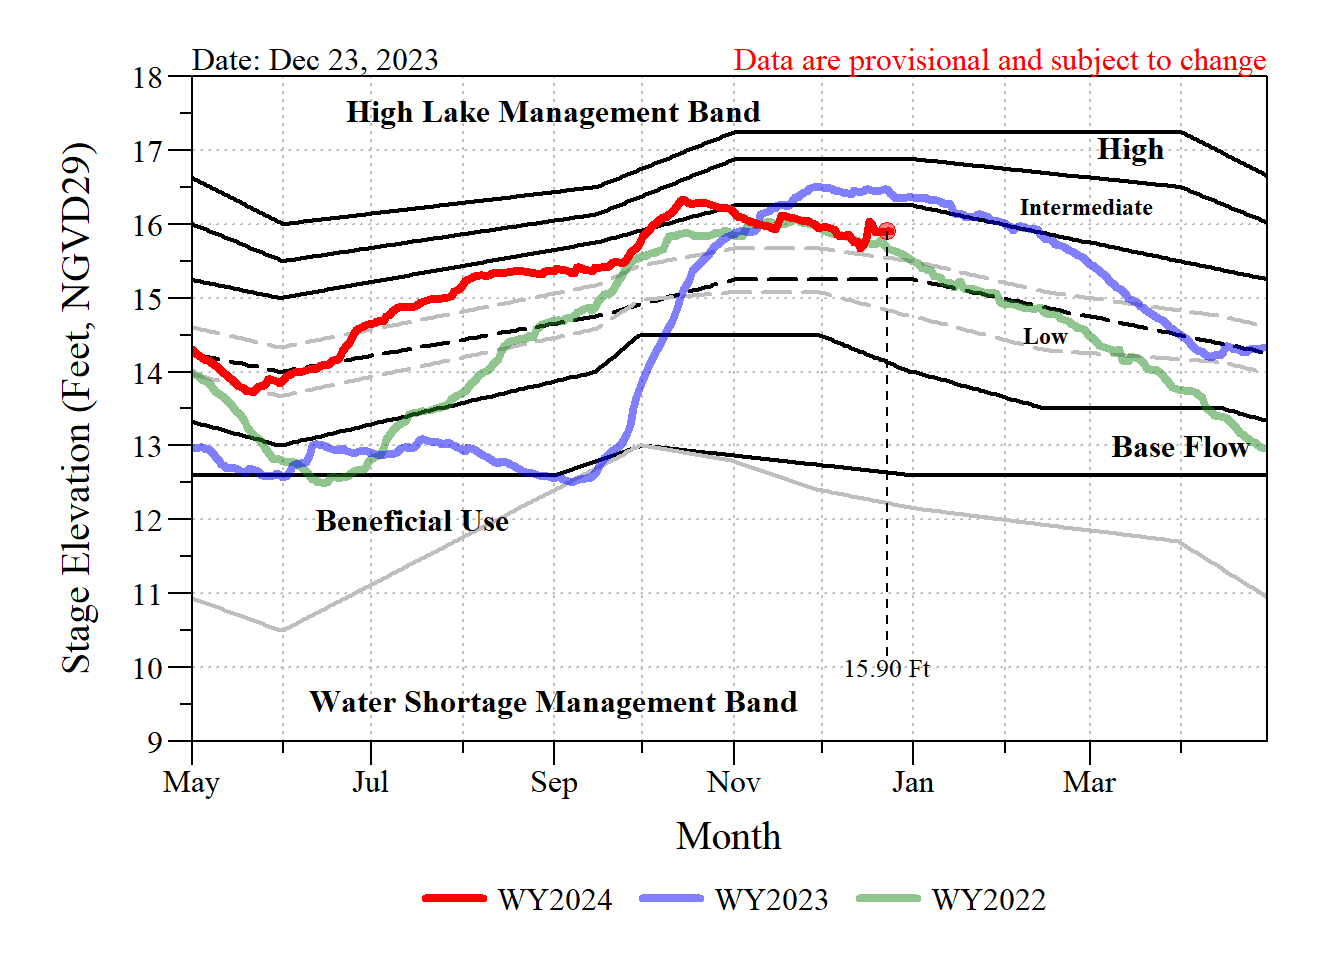 Date: Dec 23, 2023
Data are provisional and subject to change
18
17
16
15
14
13
12
11
10
9
Stage Elevation (Feet, NGVD29)
High Lake Management Band
High
Intermediate
Low
Base Flow
Beneficial Use
15.90 Ft
Water Shortage Management Band
May Jul Sep Nov Jan Mar
Month
WY2024 WY2023 WY2022